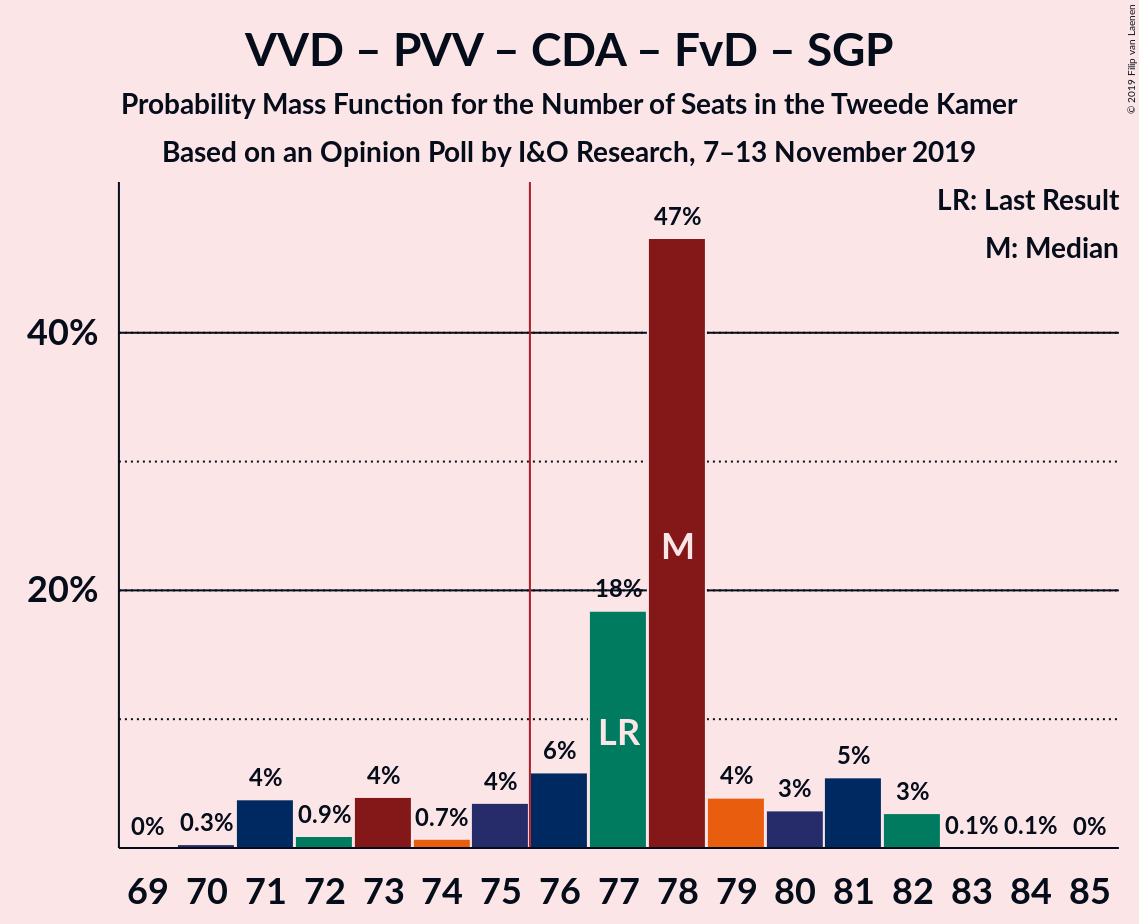 VVD – PVV – CDA – FvD – SGP
Probability Mass Function for the Number of Seats in the Tweede Kamer
Based on an Opinion Poll by I&O Research, 7–13 November 2019
© 2019 Filip van Laenen
LR: Last Result
M: Median
40%
20%
0%
0.3%
4%
0.9%
4%
0.7%
4%
6%
18%
47%
4%
3%
5%
3%
0.1%
0.1%
0%
LR
M
69 70 71 72 73 74 75 76 77 78 79 80 81 82 83 84 85